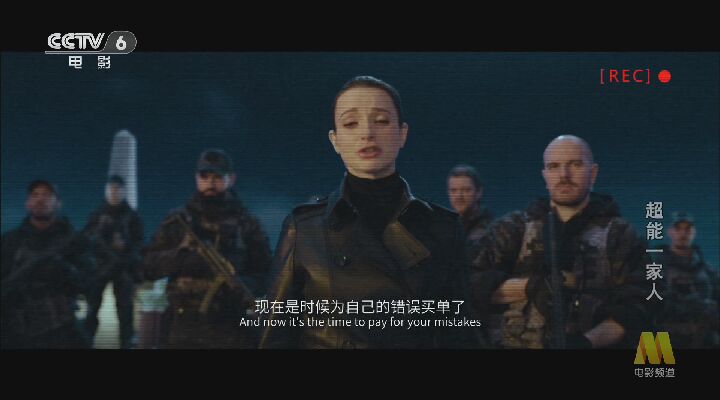 CCTV 6
电影
[REC]
超能一家人
现在是时候为自己的错误买单了
And now it's the time to pay for your mistakes
电影频道